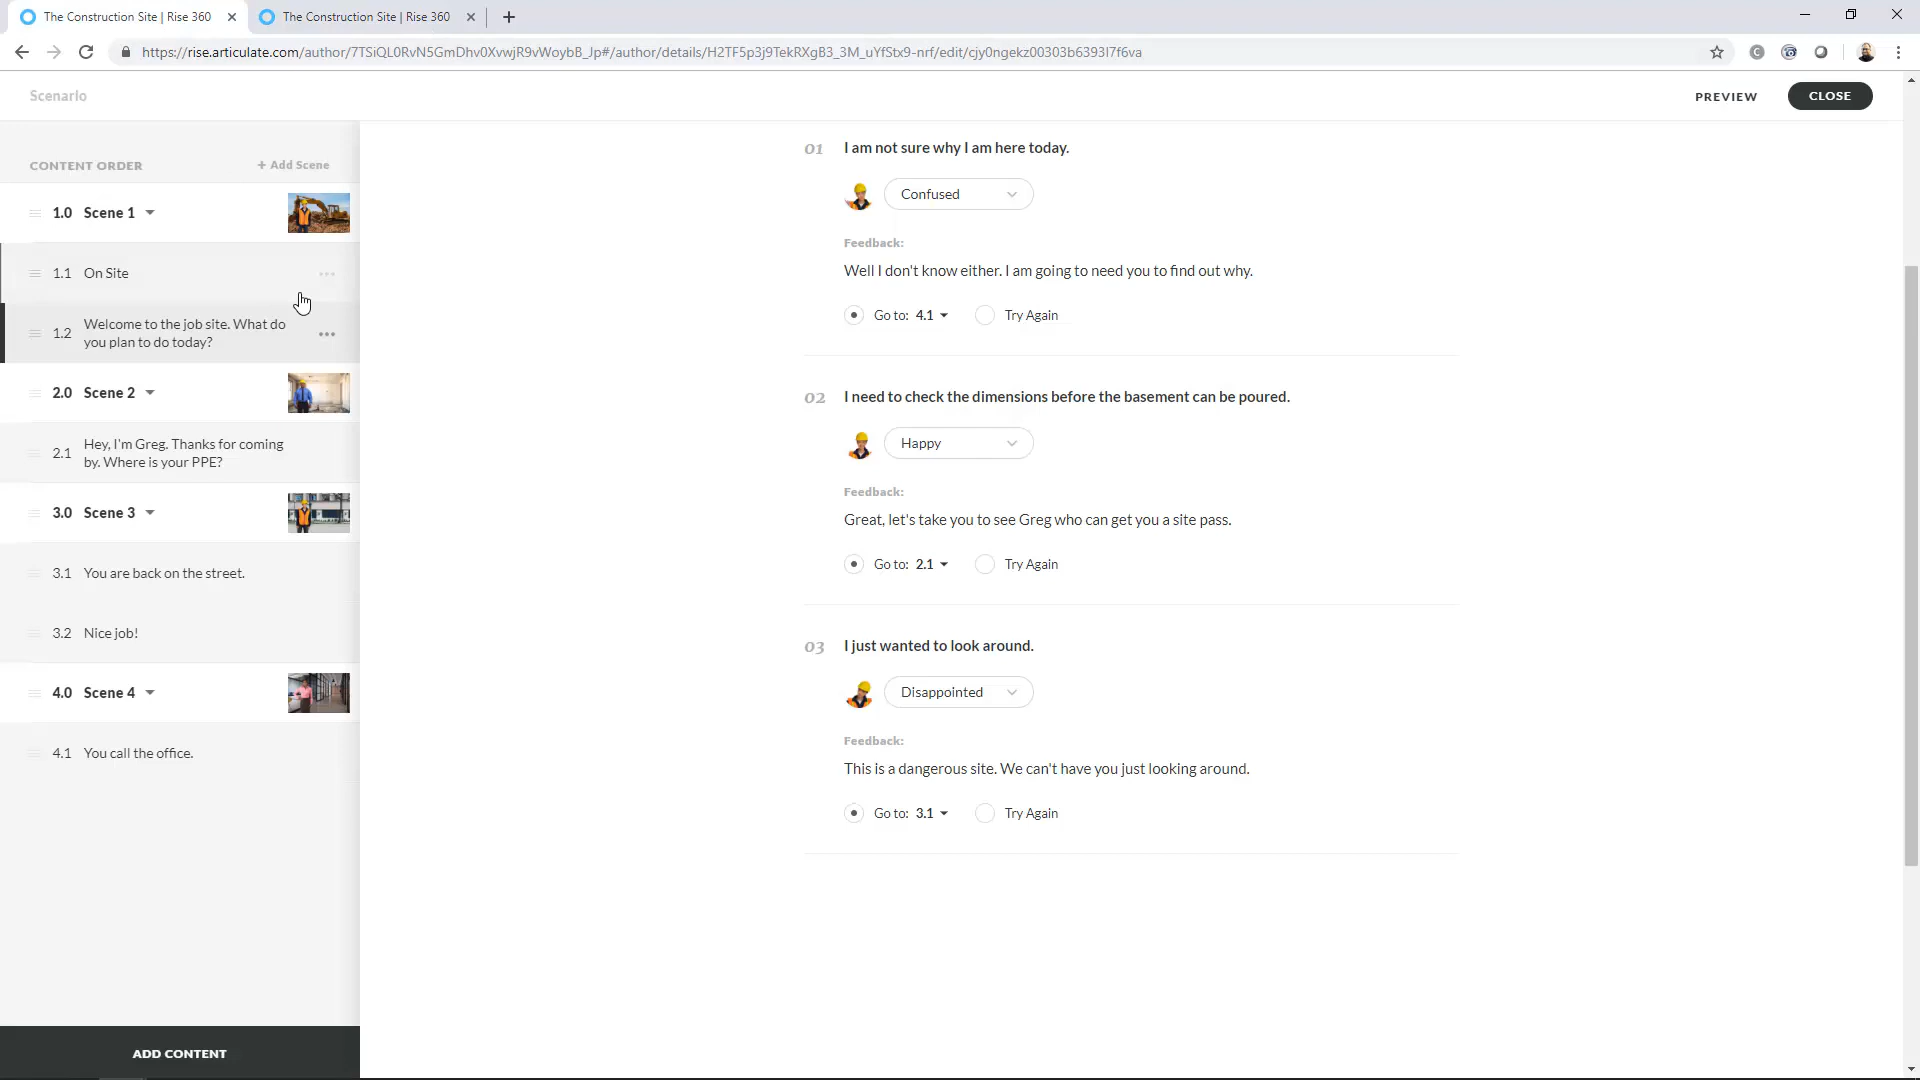 The Construction Site | Rise 360
The Construction Site | Rise 360
https://rise.articulate.com/author/7TSiQL0RvN5GmDhv0XvwjR9vWoybB_Jp#/author/details/H2TF5p3j9TekRXgB3_3M_uYfStx9-nrf/edit/cjy0ngekz00303b6393l7f6va
Scenario
PREVIEW
CLOSE
CONTENT ORDER
+ Add Scene
1.0 Scene 1
1.1 On Site
1.2 Welcome to the job site. What do
you plan to do today?
2.0 Scene 2
2.1 Hey, I'm Greg. Thanks for coming
by. Where is your PPE?
3.0 Scene 3
3.1 You are back on the street.
3.2 Nice job!
4.0 Scene 4
4.1 You call the office.
ADD CONTENT
01 I am not sure why I am here today.
Confused
Feedback:
Well I don't know either. I am going to need you to find out why.
Go to: 4.1 Try Again
02 I need to check the dimensions before the basement can be poured.
Happy
Feedback:
Great, let's take you to see Greg who can get you a site pass.
Go to: 2.1 Try Again
03 I just wanted to look around.
Disappointed
Feedback:
This is a dangerous site. We can't have you just looking around.
Go to: 3.1 Try Again